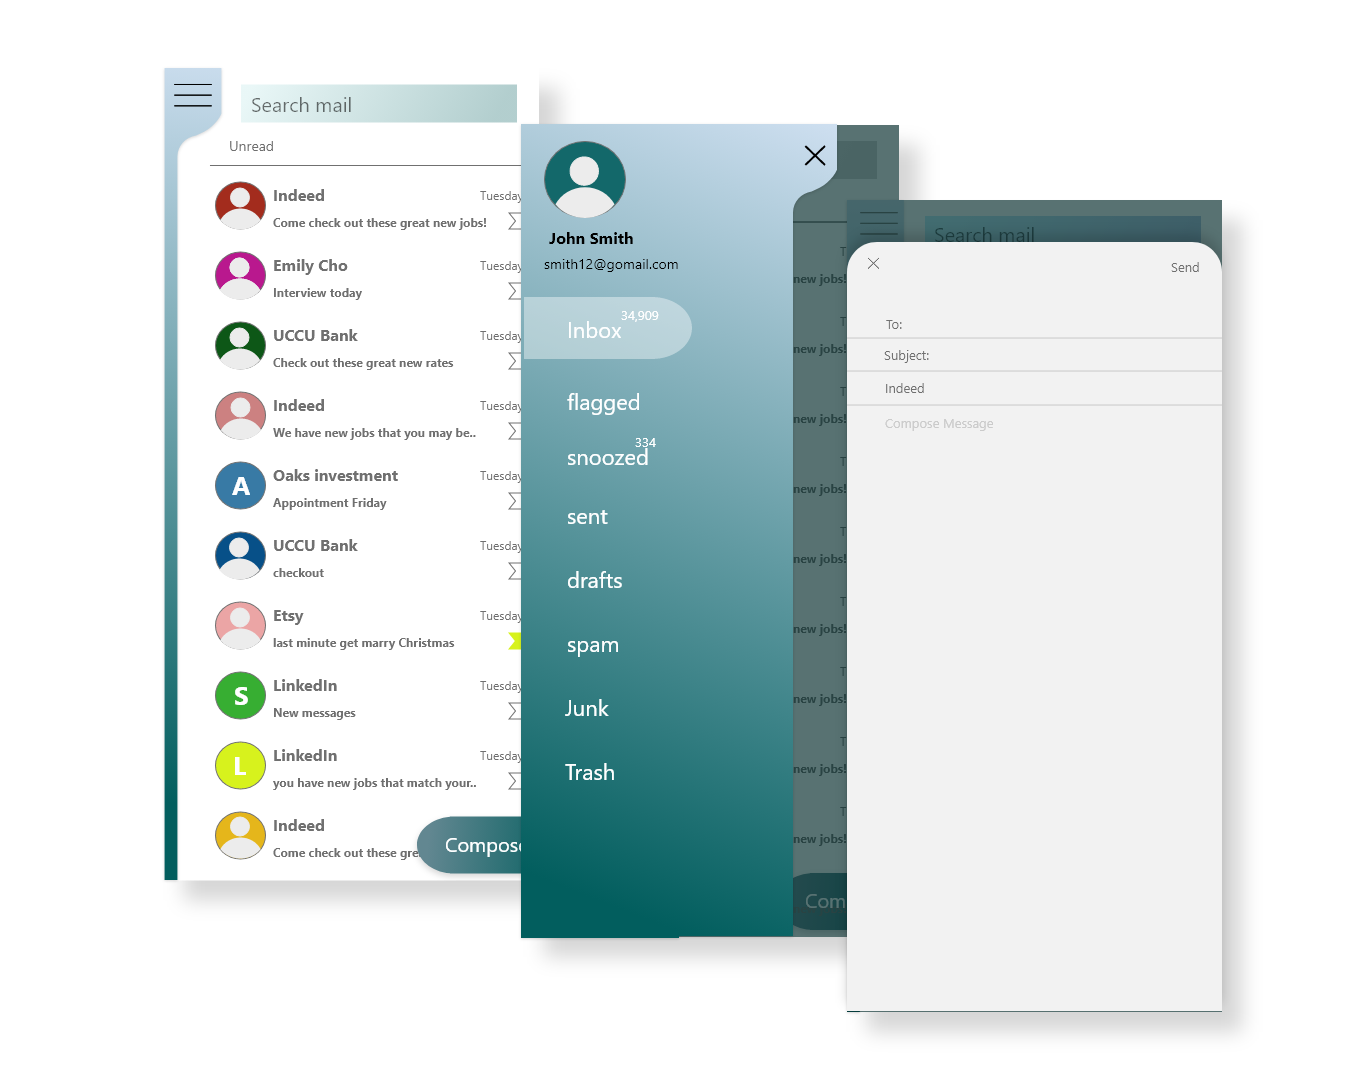 Search mail
Unread
Indeed
Tuesday
Come check out these great new jobs!
Emily Cho
Tuesday
Interview today
UCCU Bank
Tuesday
Check out these great new rates
Indeed
Tuesday
We have new jobs that you may be..
A
Oaks investment
Tuesday
Appointment Friday
UCCU Bank
Tuesday
checkout
Etsy
Tuesday
last minute get marry Christmas
S
LinkedIn
Tuesday
New messages
L
LinkedIn
Tuesday
you have new jobs that match your..
Indeed
Come check out these gre
Compose
John Smith
smith12@gomail.com
Inbox
34,909
flagged
snoozed
334
sent
drafts
spam
Junk
Trash
T
new jobs!
T
new jobs!
T
new jobs!
T
new jobs!
T
new jobs!
T
new jobs!
T
new jobs!
T
new jobs!
T
new jobs!
Com
Search mail
Send
To:
Subject:
Indeed
Compose Message